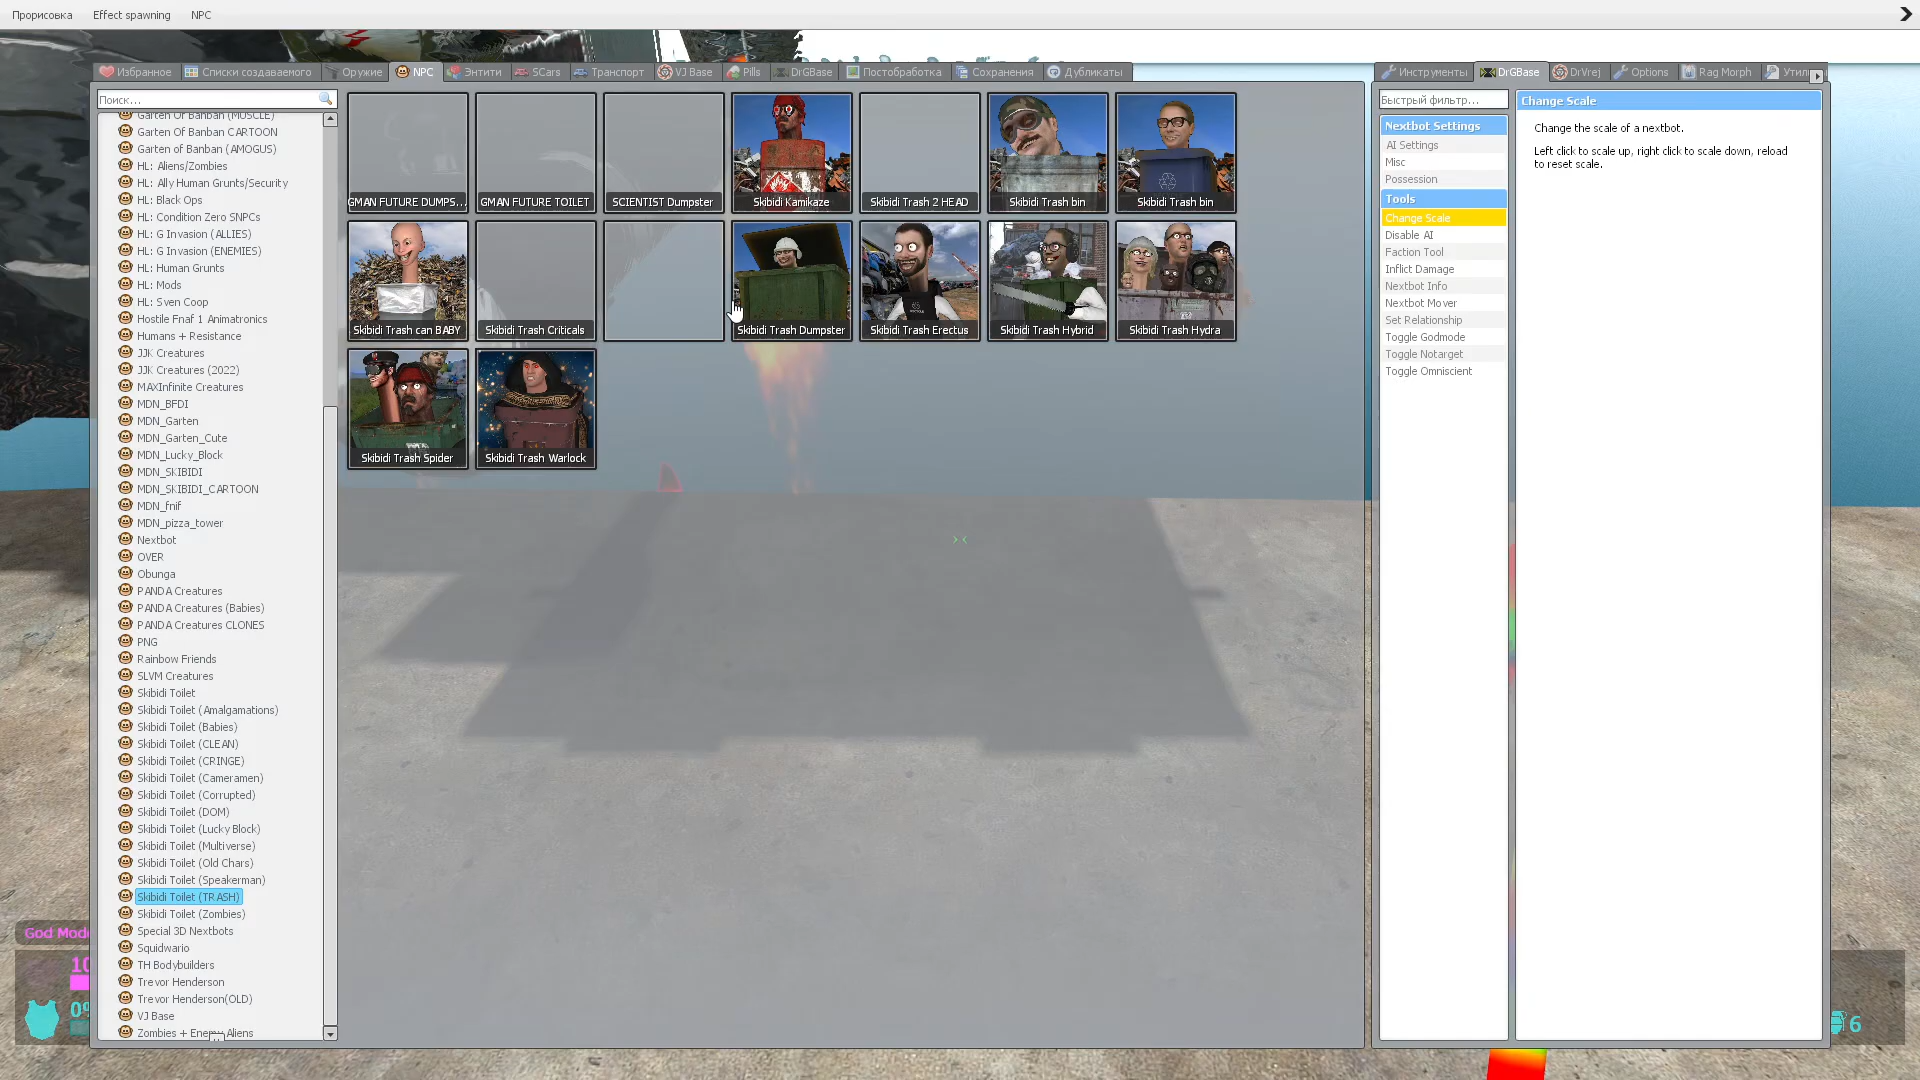 Прорисовка Effect spawning NPC
Избранное Списки создаваемого Оружие NPC Энтити SCars Транспорт VJ Base Pills DrGBase Постобработка Сохранения Дубликаты
Инструменты DrGBase DrVrej Options Rag Morph
Поиск...
Garten Of Banban (MUSCLE)
Garten Of Banban CARTOON
Garten of Banban (AMOGUS)
HL: Aliens/Zombies
HL: Ally Human Grunts/Security
HL: Black Ops
HL: Condition Zero SNPCs
HL: G Invasion (ALLIES)
HL: G Invasion (ENEMIES)
HL: Human Grunts
HL: Mods
HL: Sven Coop
Hostile Fnaf 1 Animatronics
Humans + Resistance
JJK Creatures
JJK Creatures (2022)
MAXInfinite Creatures
MDN_BFDI
MDN_Garten
MDN_Garten_Cute
MDN_Lucky_Block
MDN_SKIBIDI
MDN_SKIBIDI_CARTOON
MDN_fnif
MDN_pizza_tower
Nextbot
OVER
Obunga
PANDA Creatures
PANDA Creatures (Babies)
PANDA Creatures CLONES
PNG
Rainbow Friends
SLVM Creatures
Skibidi Toilet
Skibidi Toilet (Amalgamations)
Skibidi Toilet (Babies)
Skibidi Toilet (CLEAN)
Skibidi Toilet (CRINGE)
Skibidi Toilet (Cameramen)
Skibidi Toilet (Corrupted)
Skibidi Toilet (DOM)
Skibidi Toilet (Lucky Block)
Skibidi Toilet (Multiverse)
Skibidi Toilet (Old Chars)
Skibidi Toilet (Speakerman)
Skibidi Toilet (TRASH)
Skibidi Toilet (Zombies)
Special 3D Nextbots
Squidwario
TH Bodybuilders
Trevor Henderson
Trevor Henderson(OLD)
VJ Base
Zombies + Enemy Aliens
GMAN FUTURE DUMPS... GMAN FUTURE TOILET SCIENTIST Dumpster Skibidi Kamikaze Skibidi Trash 2 HEAD Skibidi Trash bin Skibidi Trash bin
Skibidi Trash can BABY Skibidi Trash Criticals Skibidi Trash Dumpster Skibidi Trash Erectus Skibidi Trash Hybrid Skibidi Trash Hydra
Skibidi Trash Spider Skibidi Trash Warlock
Быстрый фильтр...
Nextbot Settings
AI Settings
Misc
Possession
Tools
Change Scale
Disable AI
Faction Tool
Inflict Damage
Nextbot Info
Nextbot Mover
Set Relationship
Toggle Godmode
Toggle Notarget
Toggle Omniscient
Change Scale
Change the scale of a nextbot.
Left click to scale up, right click to scale down, reload
to reset scale.
God Mode
6